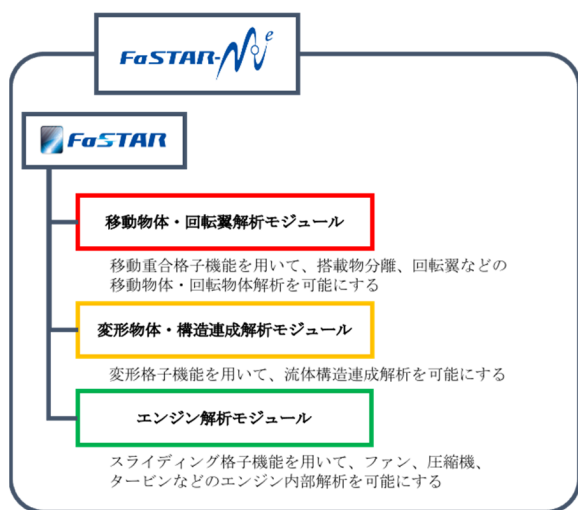 FaSTAR-Move
FaSTAR
移動物体・回転翼解析モジュール
移動重合格子機能を用いて、搭載物分離、回転翼などの
移動物体・回転物体解析を可能にする
変形物体・構造連成解析モジュール
変形格子機能を用いて、流体構造連成解析を可能にする
エンジン解析モジュール
スライディング格子機能を用いて、ファン、圧縮機、
タービンなどのエンジン内部解析を可能にする